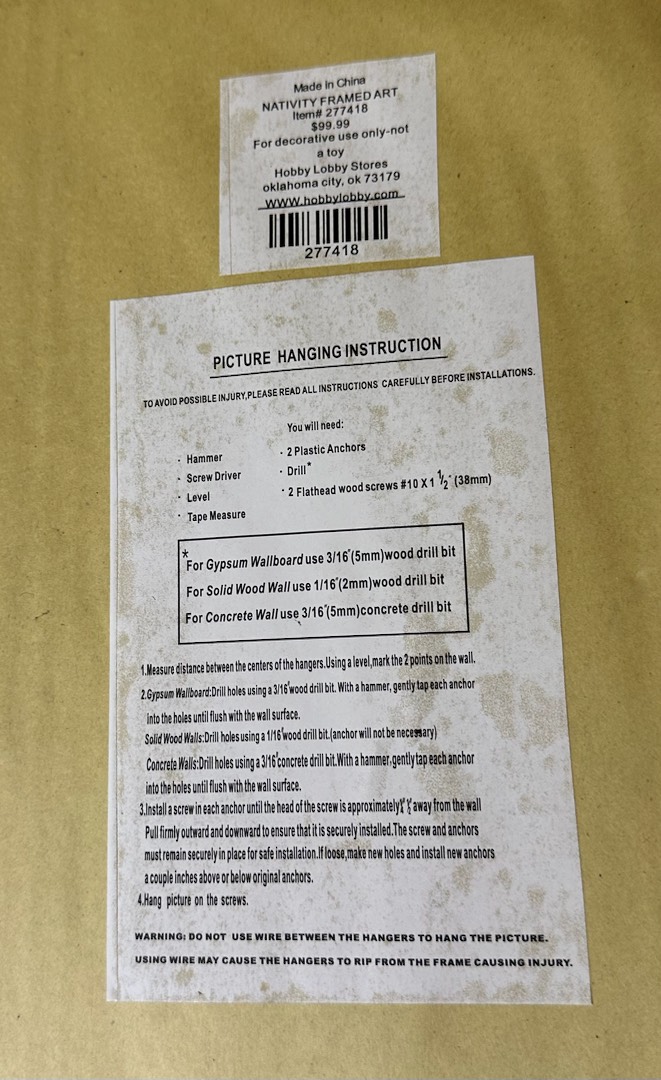 Made in China
NATIVITY FRAMED ART
Item# 277418
$99.99
For decorative use only-not
a toy
Hobby Lobby Stores
oklahoma city, ok 73179
www.hobbylobby.com
277418
PICTURE HANGING INSTRUCTION
TO AVOID POSSIBLE INJURY,PLEASE READ ALL INSTRUCTIONS CAREFULLY BEFORE INSTALLATIONS.
You will need:
· Hammer
· Screw Driver
· Level
· Tape Measure
· 2 Plastic Anchors
· Drill*
· 2 Flathead wood screws #10 X 1 1/2" (38mm)
*
For Gypsum Wallboard use 3/16"(5mm)wood drill bit
For Solid Wood Wall use 1/16"(2mm)wood drill bit
For Concrete Wall use 3/16"(5mm)concrete drill bit
1.Measure distance between the centers of the hangers.Using a level,mark the 2 points on the wall.
2.Gypsum Wallboard:Drill holes using a 3/16"wood drill bit. With a hammer, gently tap each anchor
into the holes until flush with the wall surface.
Solid Wood Walls:Drill holes using a 1/16"wood drill bit.(anchor will not be necessary)
Concrete Walls:Drill holes using a 3/16"concrete drill bit.With a hammer,gently tap each anchor
into the holes until flush with the wall surface.
3.Install a screw in each anchor until the head of the screw is approximately away from the wall
Pull firmly outward and downward to ensure that it is securely installed.The screw and anchors
must remain securely in place for safe installation.If loose,make new holes and install new anchors
a couple inches above or below original anchors.
4.Hang picture on the screws.
WARNING: DO NOT USE WIRE BETWEEN THE HANGERS TO HANG THE PICTURE.
USING WIRE MAY CAUSE THE HANGERS TO RIP FROM THE FRAME CAUSING INJURY.